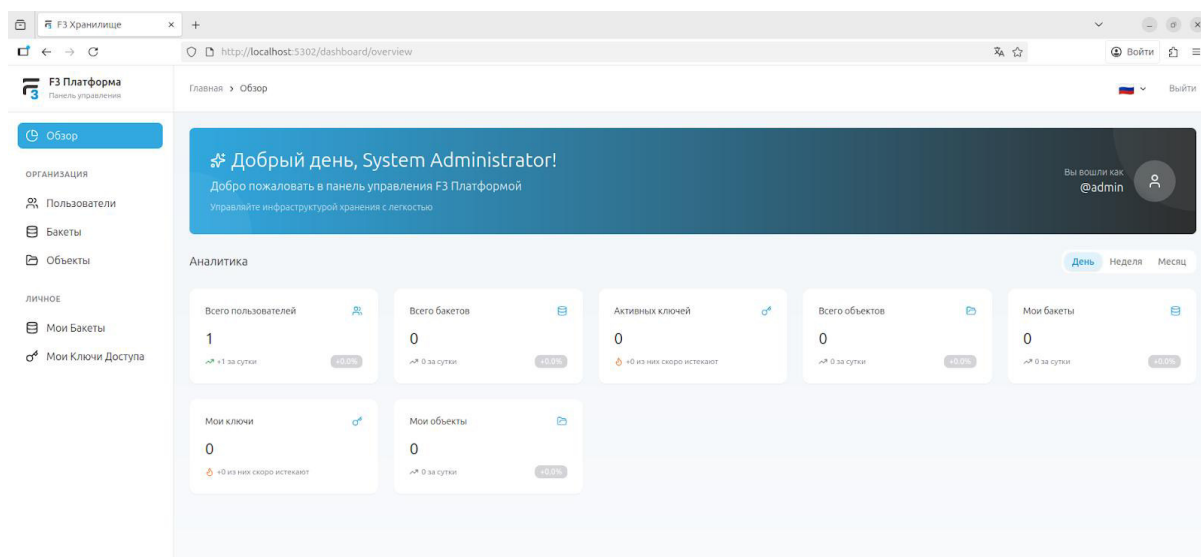 F3 Хранилище
http://localhost:5302/dashboard/overview
Войти
F3 Платформа
Панель управления
Главная > Обзор
Выйти
Обзор
ОРГАНИЗАЦИЯ
Пользователи
Бакеты
Объекты
ЛИЧНОЕ
Мои Бакеты
Мои Ключи Доступа
Добрый день, System Administrator!
Добро пожаловать в панель управления F3 Платформой
Управляйте инфраструктурой хранения с легкостью
Вы вошли как
@admin
Аналитика
День Неделя Месяц
Всего пользователей
1
+1 за сутки +0.0%
Всего бакетов
0
0 за сутки +0.0%
Активных ключей
0
+0 из них скоро истекают
Всего объектов
0
0 за сутки +0.0%
Мои бакеты
0
0 за сутки +0.0%
Мои ключи
0
+0 из них скоро истекают
Мои объекты
0
0 за сутки +0.0%